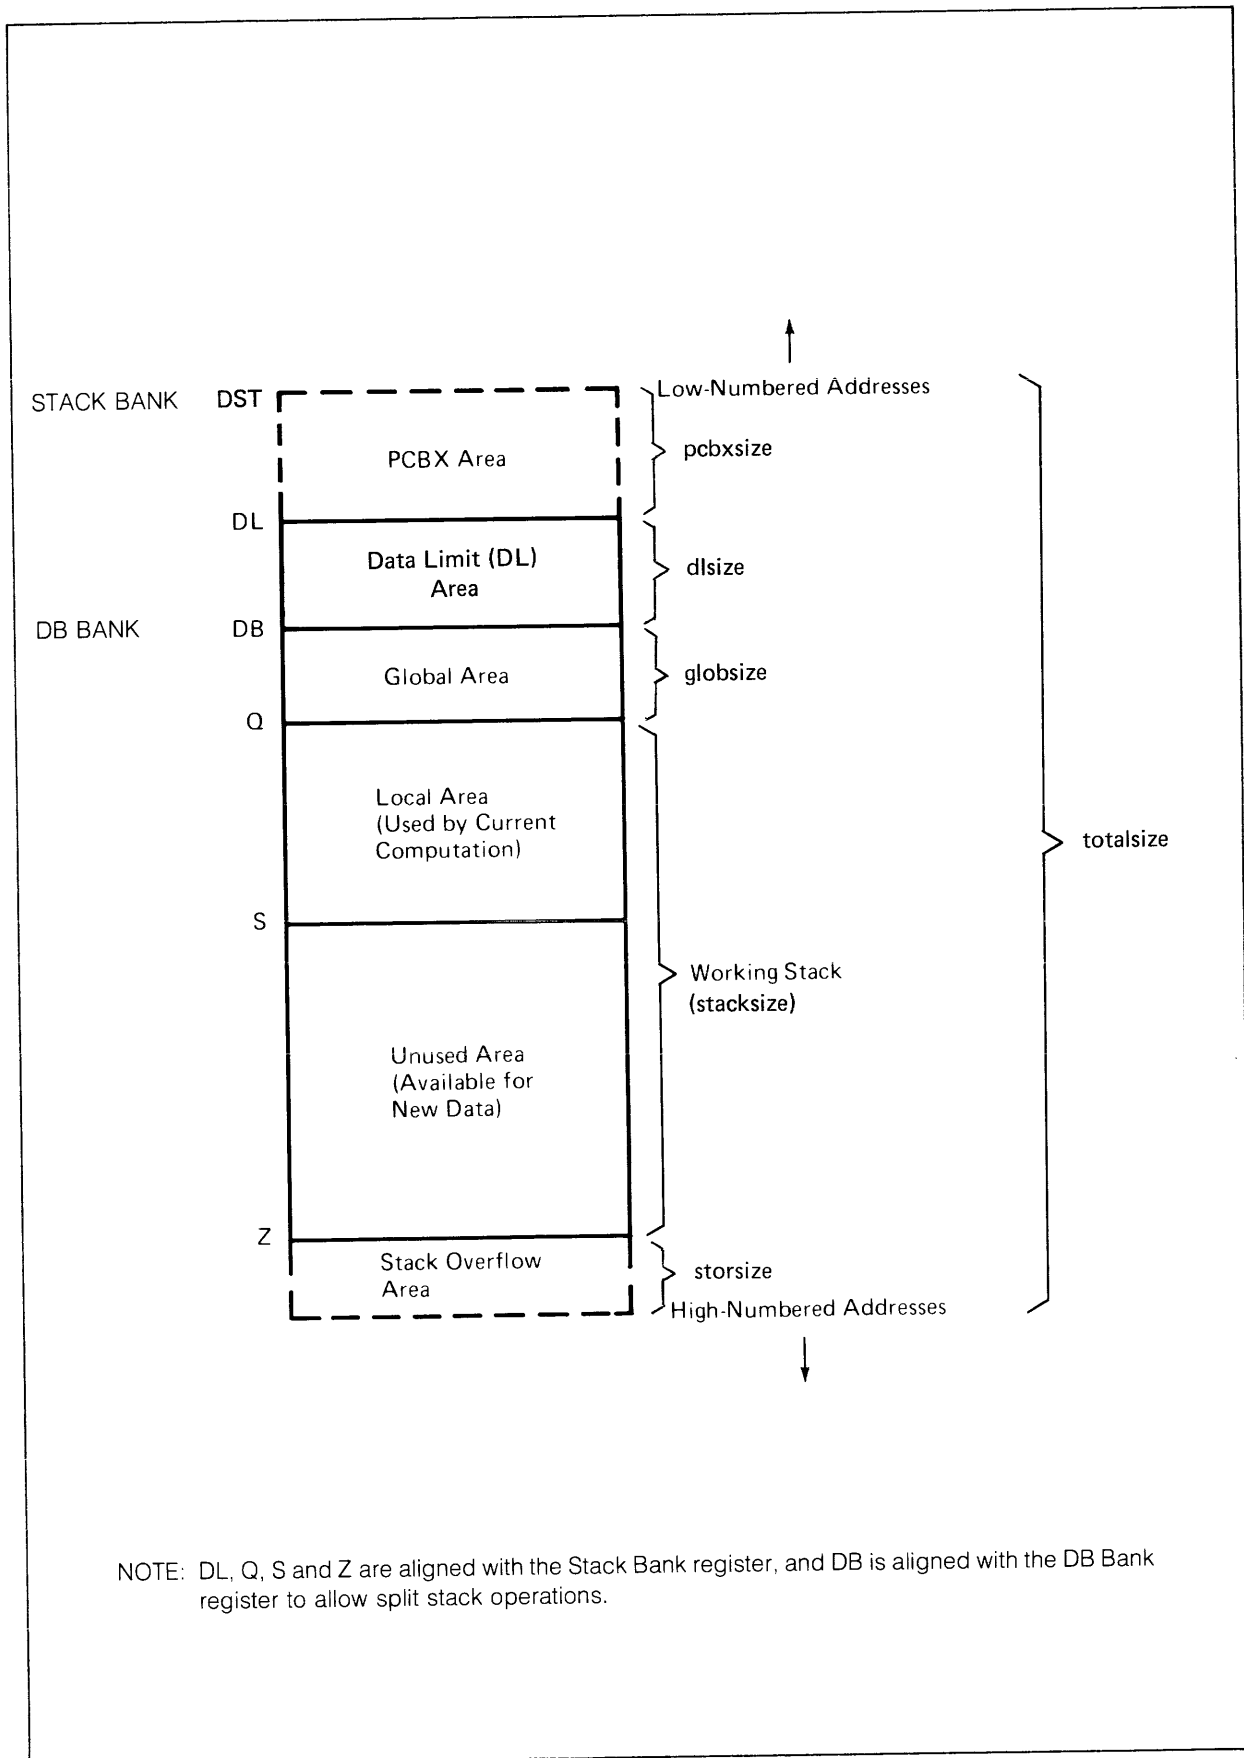 Low-Numbered Addresses
STACK BANK DST
PCBX Area
pcbxsize
DL
Data Limit (DL)
Area
dlsize
DB BANK DB
Global Area
globsize
Q
Local Area
(Used by Current
Computation)
totalsize
S
Working Stack
(stacksize)
Unused Area
(Available for
New Data)
Z
Stack Overflow
Area
storsize
High-Numbered Addresses
NOTE: DL, Q, S and Z are aligned with the Stack Bank register, and DB is aligned with the DB Bank
register to allow split stack operations.